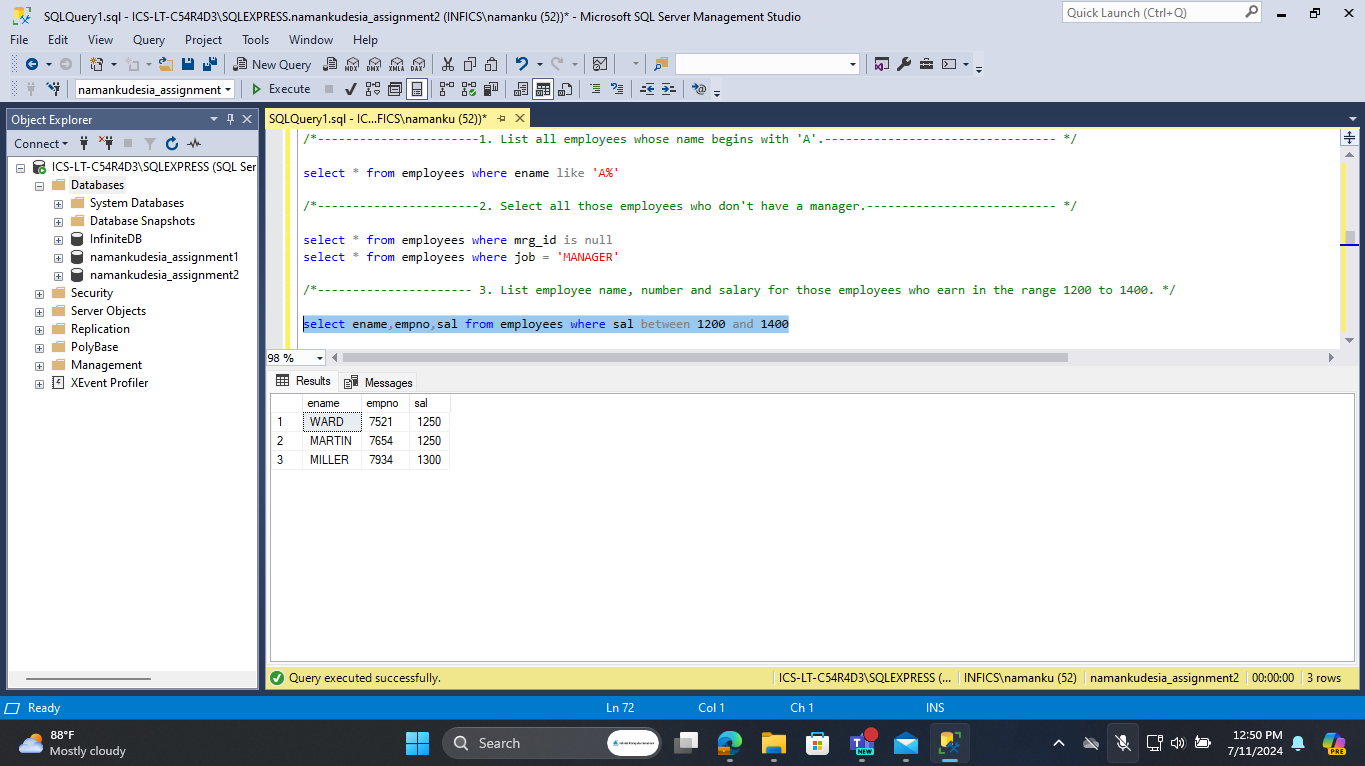 SQLQuery1.sql - ICS-LT-C54R4D3\SQLEXPRESS.namankudesia_assignment2 (INFICS\namanku (52))* - Microsoft SQL Server Management Studio
Quick Launch (Ctrl+Q)
File Edit View Query Project Tools Window Help
New Query MDX DMX XMLA DAX
namankudesia_assignment Execute
Object Explorer
Connect
ICS-LT-C54R4D3\SQLEXPRESS (SQL Ser
Databases
System Databases
Database Snapshots
InfiniteDB
namankudesia_assignment1
namankudesia_assignment2
Security
Server Objects
Replication
PolyBase
Management
XEvent Profiler
SQLQuery1.sql - IC...FICS\namanku (52))*
/*-----------------------1. List all employees whose name begins with 'A'.--------------------------------- */
select * from employees where ename like 'A%'
/*-----------------------2. Select all those employees who don't have a manager.--------------------------- */
select * from employees where mrg_id is null
select * from employees where job = 'MANAGER'
/*---------------------- 3. List employee name, number and salary for those employees who earn in the range 1200 to 1400. */
select ename,empno,sal from employees where sal between 1200 and 1400
98 %
Results Messages
ename empno sal
1 WARD 7521 1250
2 MARTIN 7654 1250
3 MILLER 7934 1300
Query executed successfully. ICS-LT-C54R4D3\SQLEXPRESS (... INFICS\namanku (52) namankudesia_assignment2 00:00:00 3 rows
Ready Ln 72 Col 1 Ch 1 INS
88°F
Mostly cloudy
Search
NEW
12:50 PM
7/11/2024
PRE